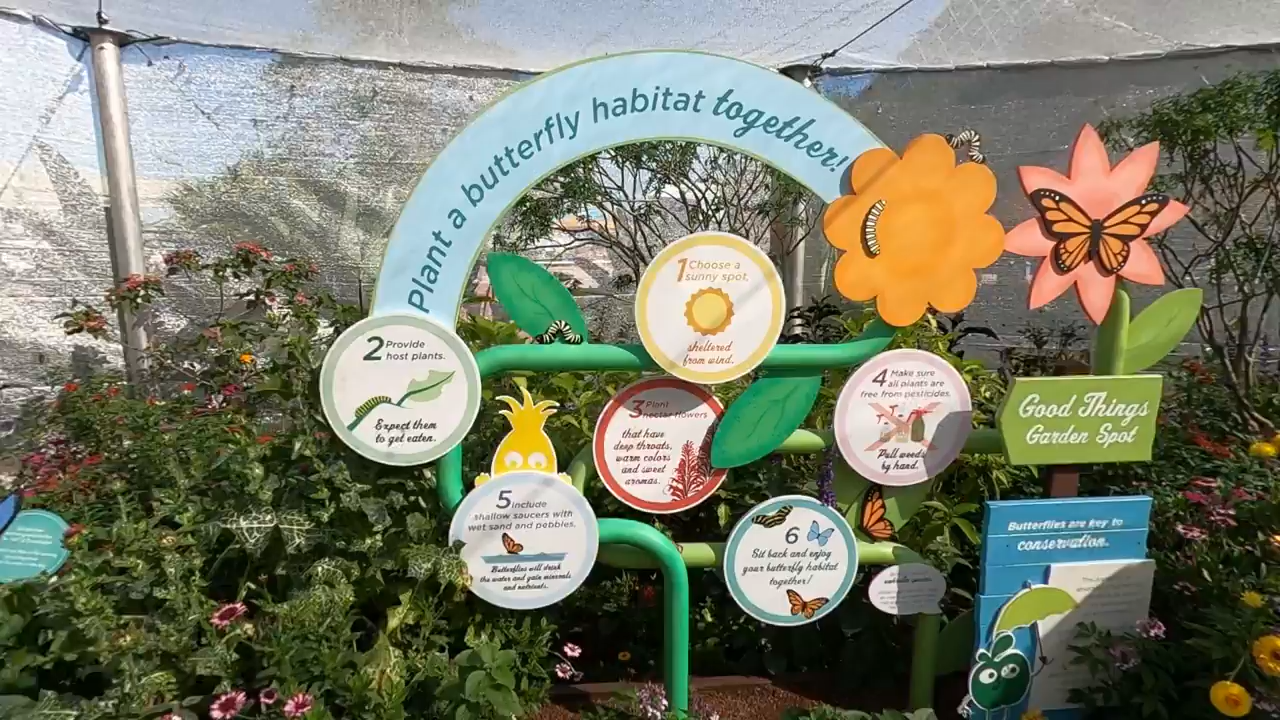 Plant a butterfly habitat together!
1 Choose a
sunny spot,
sheltered
from wind.
2 Provide
host plants.
Expect them
to get eaten.
3 Plant
nectar flowers
that have
deep throats,
warm colors
and sweet
aromas.
4 Make sure
all plants are
free from pesticides.
Pull weeds
by hand.
5 Include
shallow saucers with
wet sand and pebbles.
Butterflies will drink
the water and gain minerals
and nutrients.
6
Sit back and enjoy
your butterfly habitat
together!
Good Things
Garden Spot
Butterflies are key to
conservation.